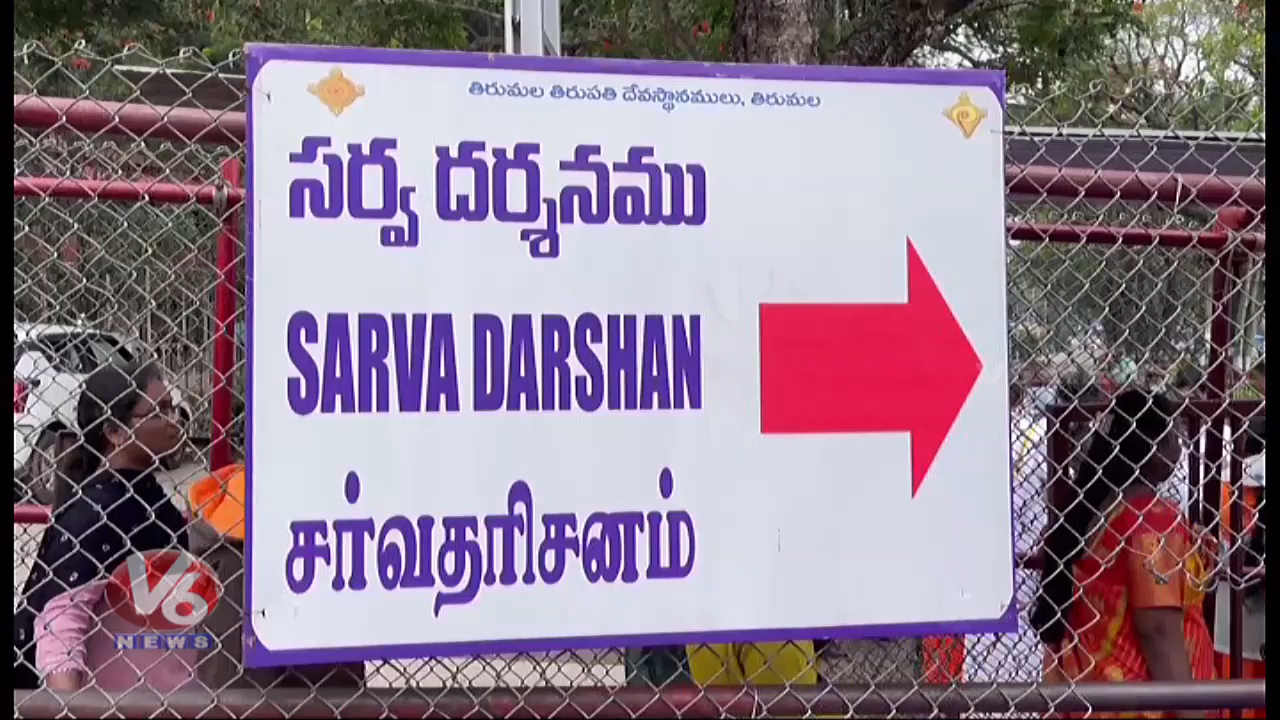 తిరుమల తిరుపతి దేవస్థానములు, తిరుమల
సర్వ దర్శనము
SARVA DARSHAN
சர்வதரிசனம்
V6
NEWS